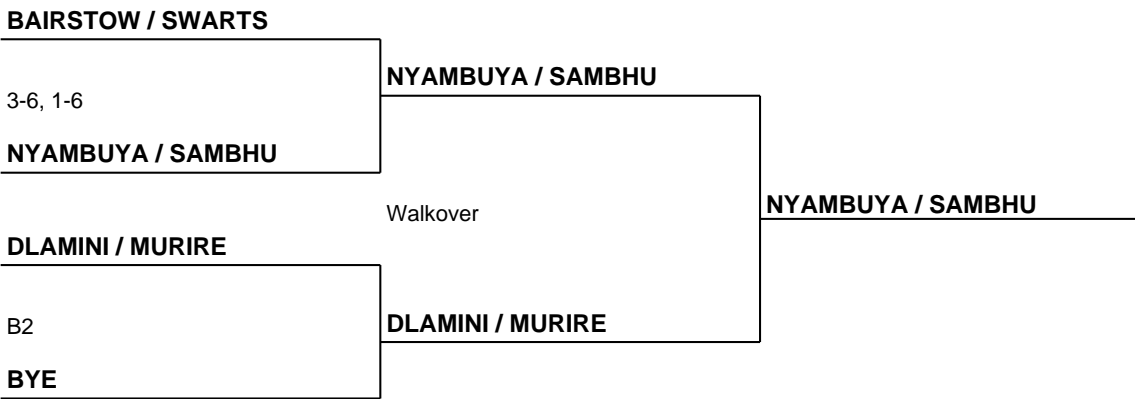 BAIRSTOW / SWARTS
NYAMBUYA / SAMBHU
3-6, 1-6
NYAMBUYA / SAMBHU
Walkover
NYAMBUYA / SAMBHU
DLAMINI / MURIRE
B2
DLAMINI / MURIRE
BYE